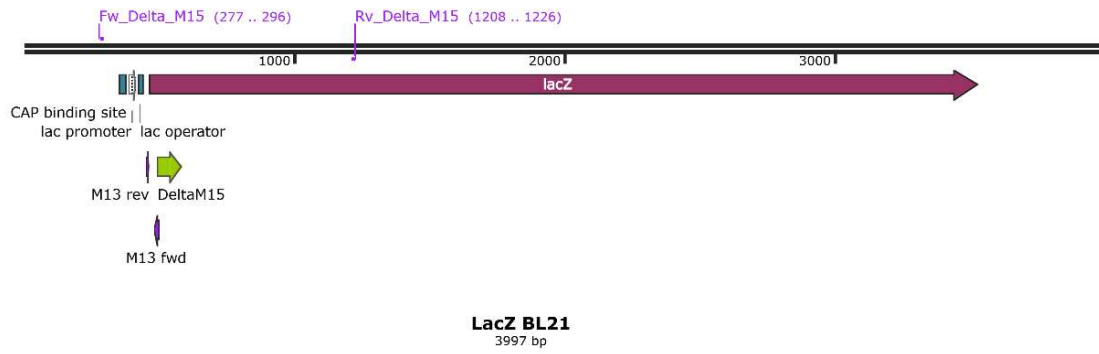 Fw_Delta_M15 (277 .. 296) Rv_Delta_M15 (1208 .. 1226)
1000 2000 3000
lacZ
CAP binding site
lac promoter lac operator
M13 rev DeltaM15
M13 fwd
LacZ BL21
3997 bp